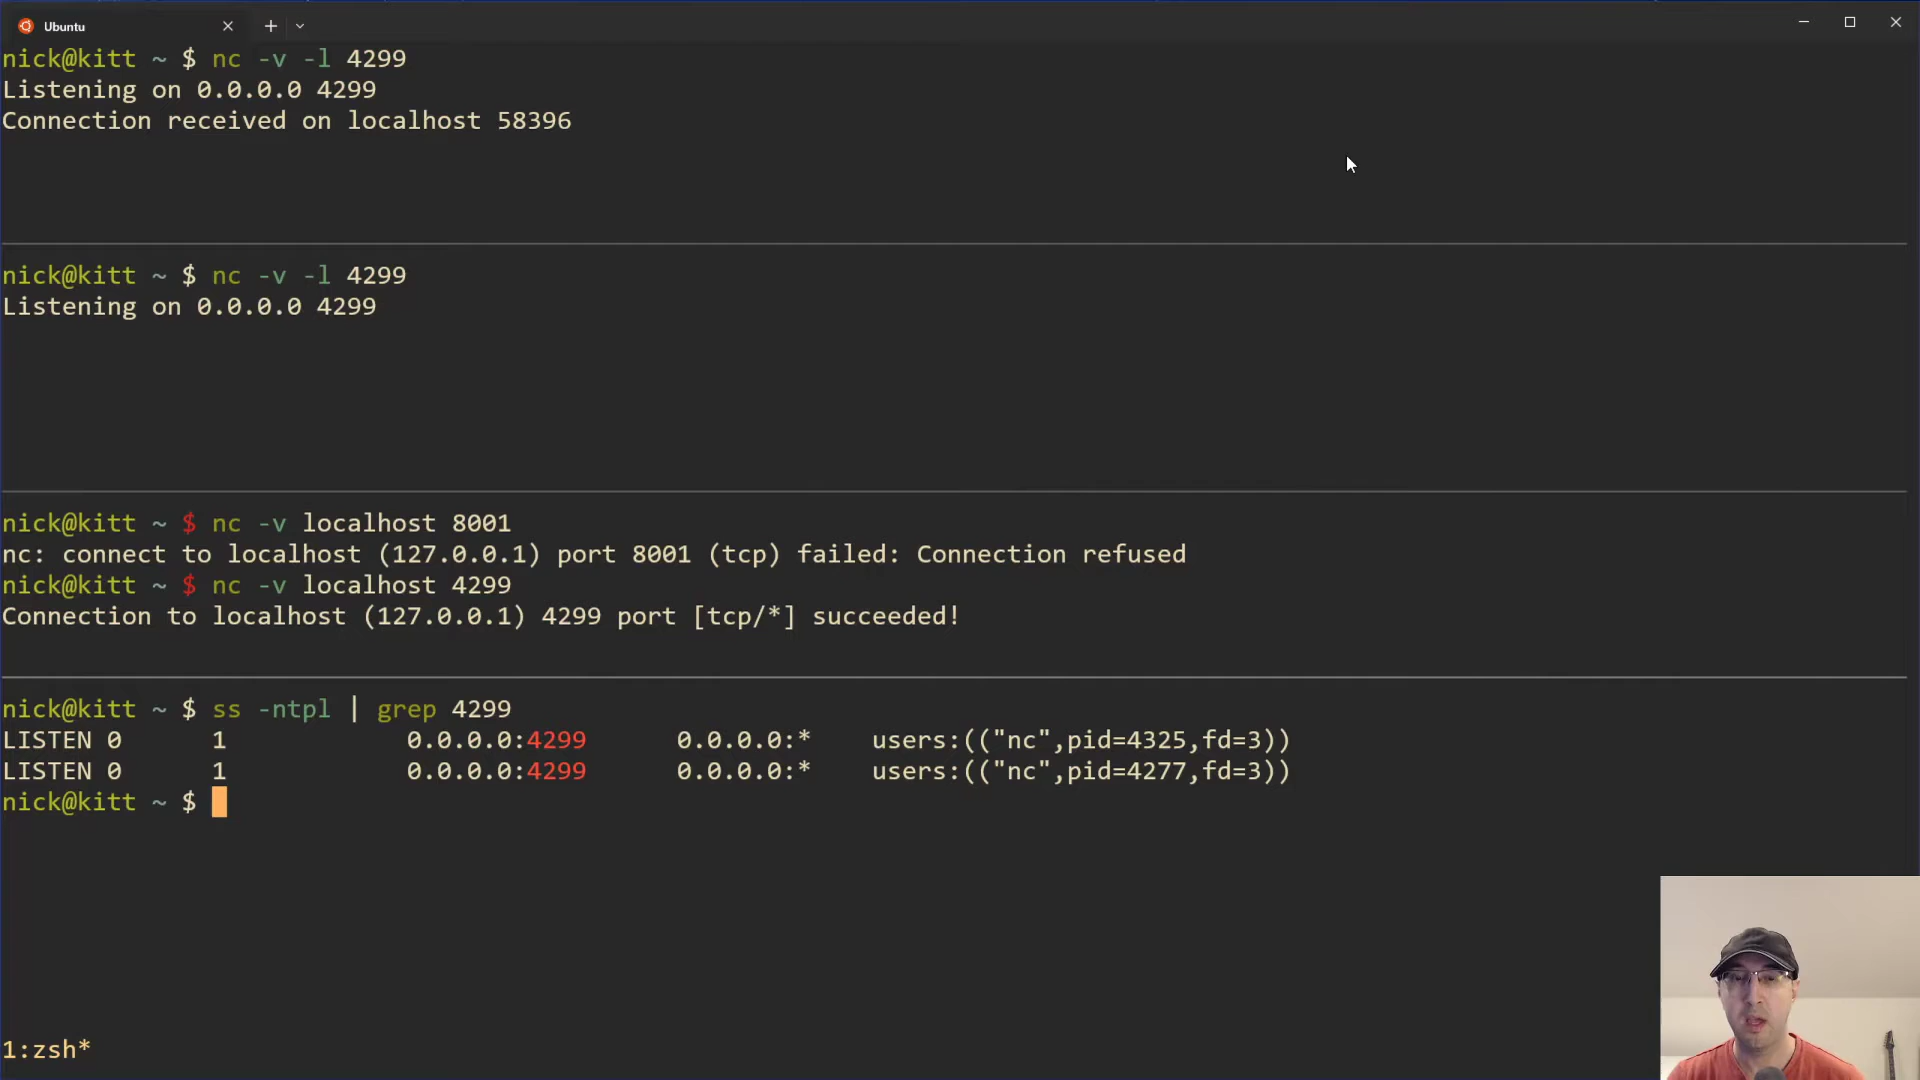 Ubuntu
nick@kitt ~ $ nc -v -l 4299
Listening on 0.0.0.0 4299
Connection received on localhost 58396
nick@kitt ~ $ nc -v -l 4299
Listening on 0.0.0.0 4299
nick@kitt ~ $ nc -v localhost 8001
nc: connect to localhost (127.0.0.1) port 8001 (tcp) failed: Connection refused
nick@kitt ~ $ nc -v localhost 4299
Connection to localhost (127.0.0.1) 4299 port [tcp/*] succeeded!
nick@kitt ~ $ ss -ntpl | grep 4299
LISTEN 0 1 0.0.0.0:4299 0.0.0.0:* users:(("nc",pid=4325,fd=3))
LISTEN 0 1 0.0.0.0:4299 0.0.0.0:* users:(("nc",pid=4277,fd=3))
nick@kitt ~ $
1:zsh*